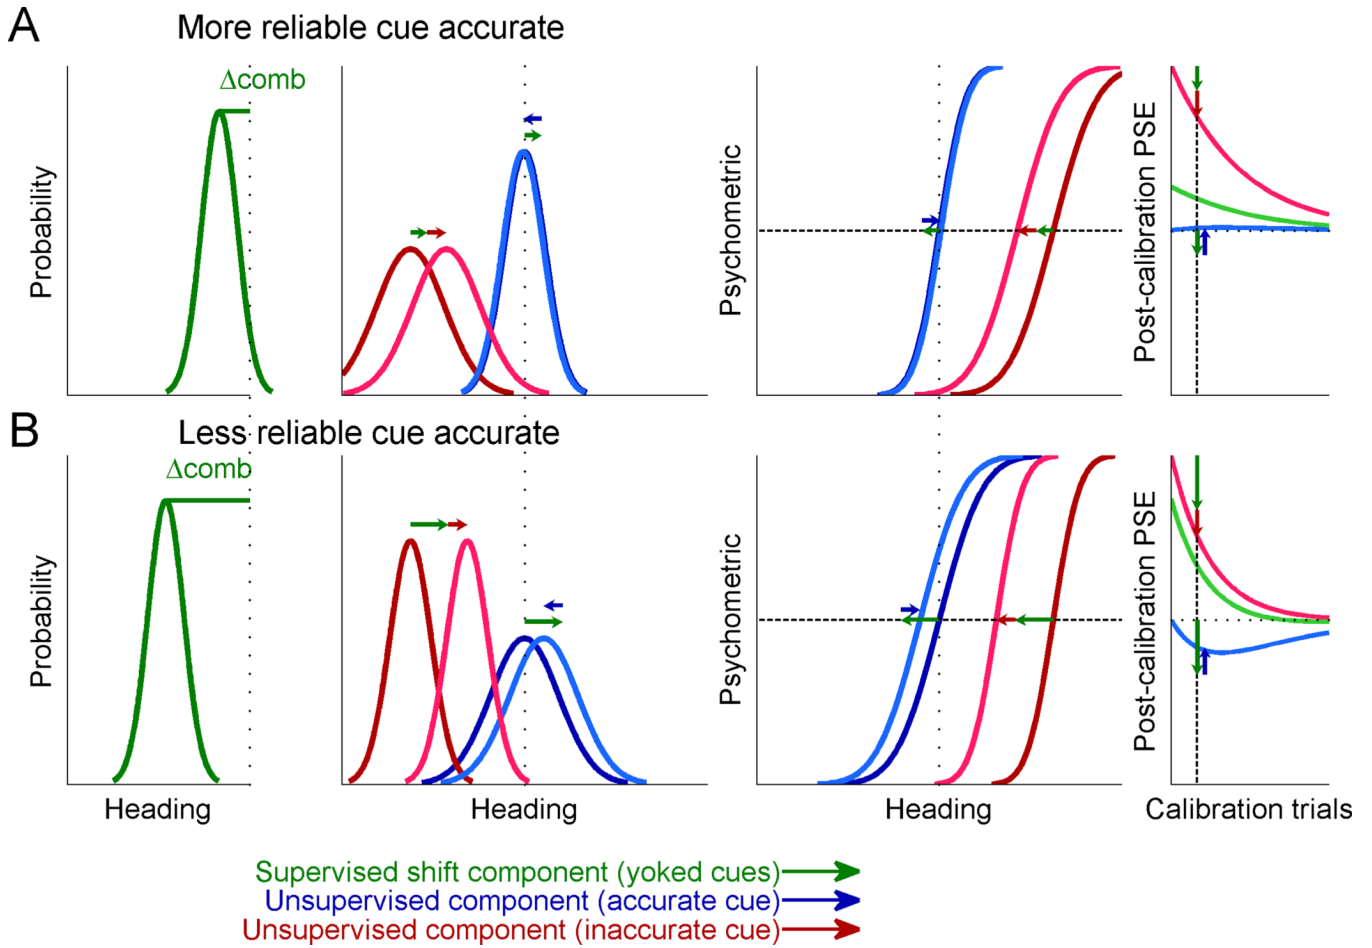 A
More reliable cue accurate
Δcomb
Probability
Psychometric
Post-calibration PSE
B
Less reliable cue accurate
Δcomb
Probability
Psychometric
Post-calibration PSE
Heading
Heading
Heading
Calibration trials
Supervised shift component (yoked cues)
Unsupervised component (accurate cue)
Unsupervised component (inaccurate cue)